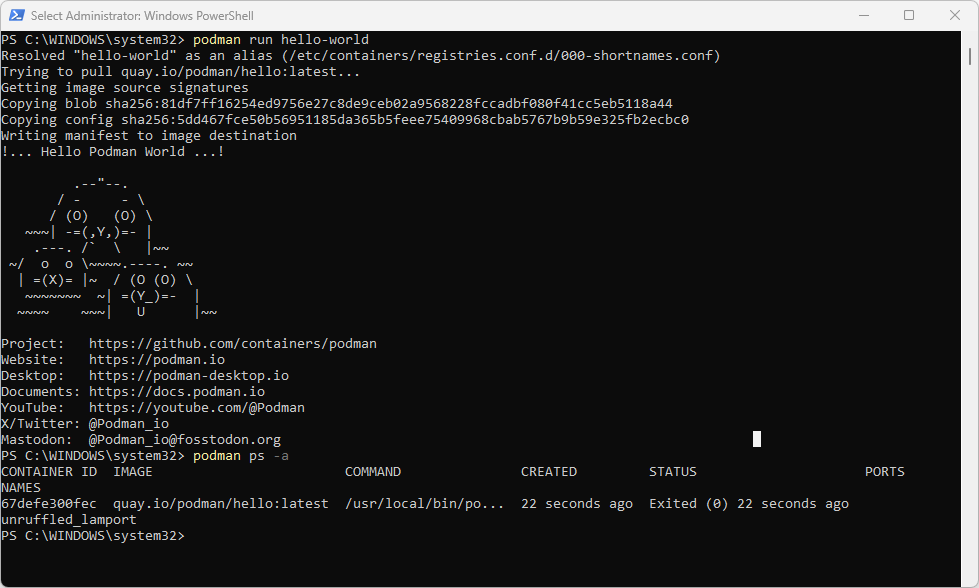 Select Administrator: Windows PowerShell
PS C:\WINDOWS\system32> podman run hello-world
Resolved "hello-world" as an alias (/etc/containers/registries.conf.d/000-shortnames.conf)
Trying to pull quay.io/podman/hello:latest...
Getting image source signatures
Copying blob sha256:81df7ff16254ed9756e27c8de9ceb02a9568228fccadbf080f41cc5eb5118a44
Copying config sha256:5dd467fce50b56951185da365b5feee75409968cbab5767b9b59e325fb2ecbc0
Writing manifest to image destination
!... Hello Podman World ...!

         .--"--.
       / -     - \
      / (O)   (O) \
   ~~~| -=(,Y,)=- |
    .---. /`  \   |~~
 ~/  o  o \~~~~.----. ~~
  | =(X)= |~  / (O (O) \
   ~~~~~~~  ~| =(Y_)=-  |
  ~~~~    ~~~|   U      |~~

Project:   https://github.com/containers/podman
Website:   https://podman.io
Desktop:   https://podman-desktop.io
Documents: https://docs.podman.io
YouTube:   https://youtube.com/@Podman
X/Twitter: @Podman_io
Mastodon:  @Podman_io@fosstodon.org
PS C:\WINDOWS\system32> podman ps -a
CONTAINER ID  IMAGE                        COMMAND               CREATED         STATUS                     PORTS
NAMES
67defe300fec  quay.io/podman/hello:latest  /usr/local/bin/po...  22 seconds ago  Exited (0) 22 seconds ago
unruffled_lamport
PS C:\WINDOWS\system32>